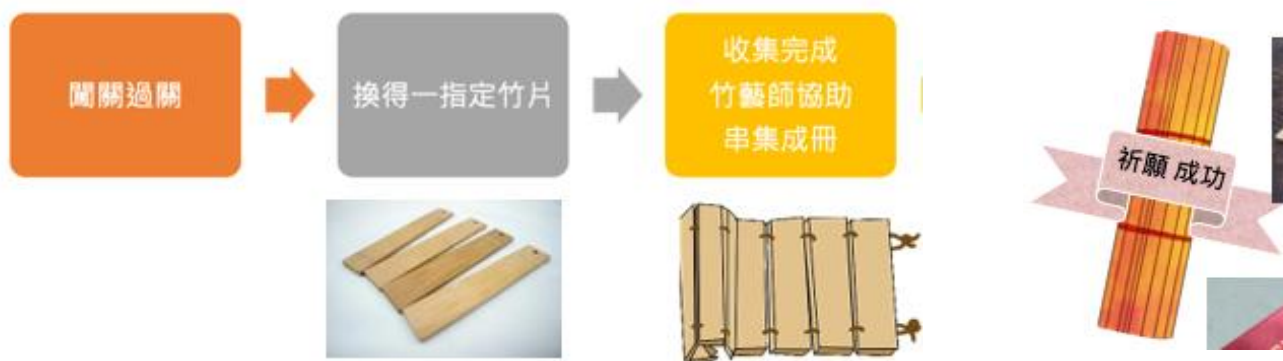 闖關過關
換得一指定竹片
收集完成
竹藝師協助
串集成冊
祈願 成功